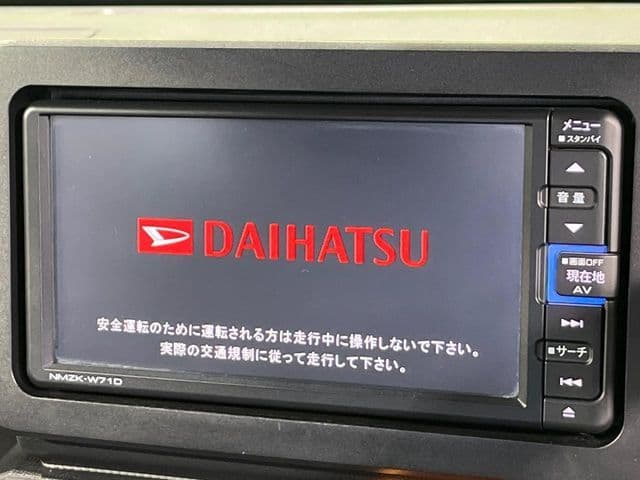 メニュー
■スタンバイ
音量
■画面OFF
現在地
AV
■サーチ
DAIHATSU
安全運転のために運転される方は走行中に操作しないで下さい。
実際の交通規制に従って走行して下さい。
NMZK-W71D